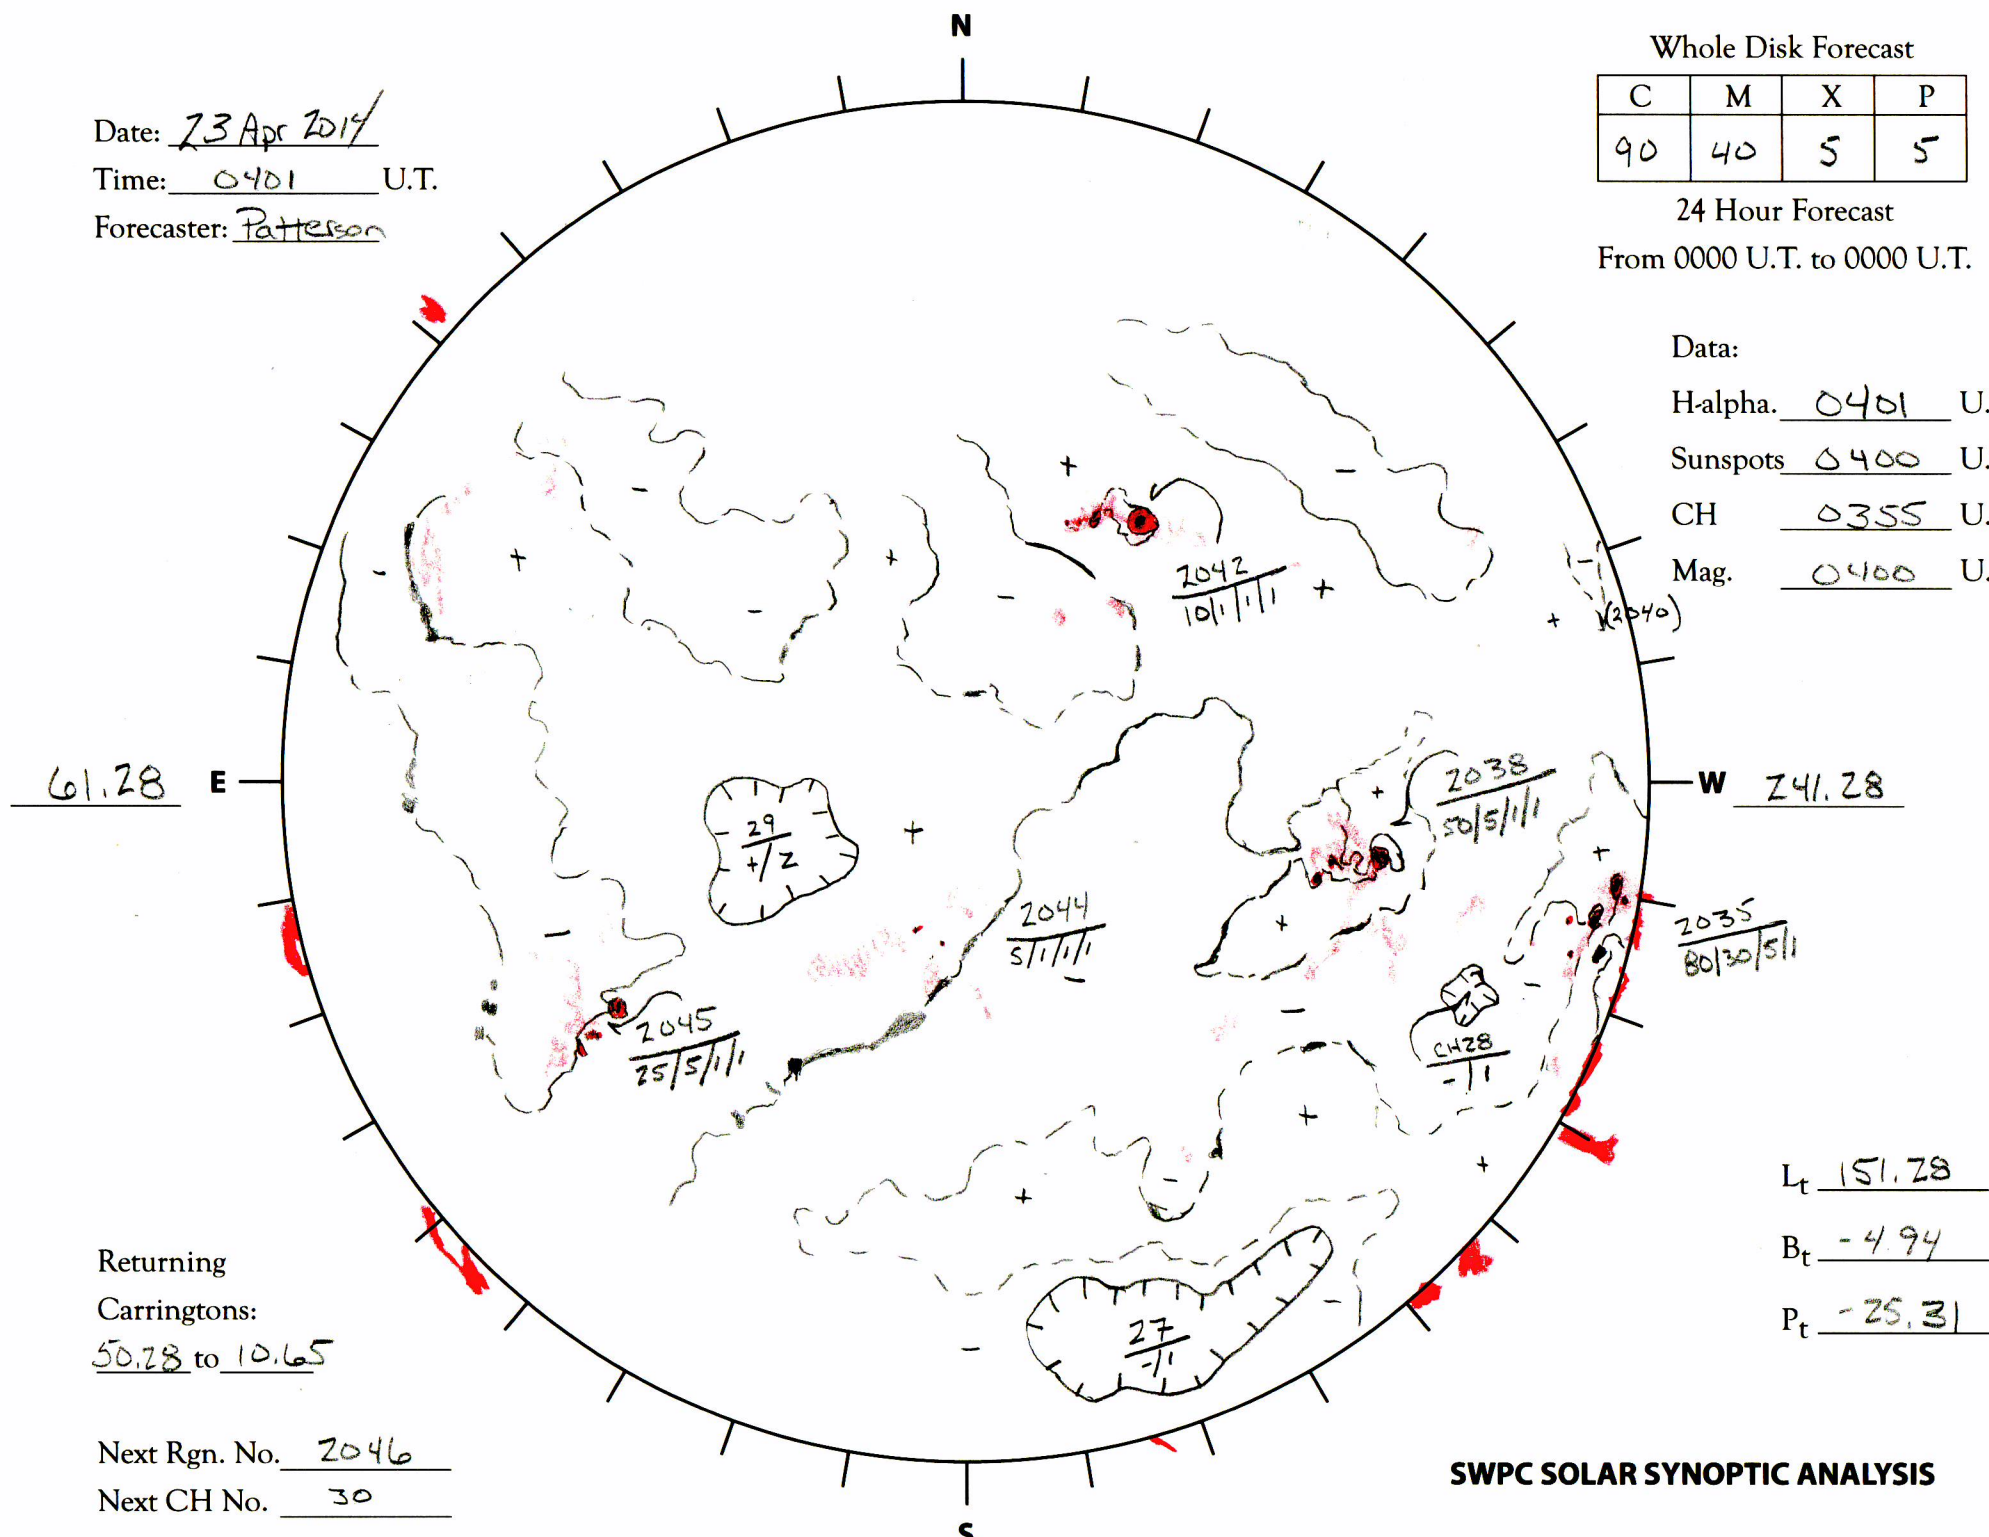 N
Whole Disk Forecast
C M X P
90 40 5 5
24 Hour Forecast
From 0000 U.T. to 0000 U.T.
Date: 23 Apr 2014
Time: 0401 U.T.
Forecaster: Patterson
Data:
H-alpha. 0401 U.
Sunspots 0400 U.
CH 0355 U.
Mag. 0400 U.
2042
10/1/1/1
(2040)
61.28 E
W 241.28
2038
50/5/1/1
29
+/2
2044
5/1/1/1
2035
80/30/5/1
2045
25/5/1/1
CH28
-/1
27
-/1
Lt 151.28
Bt -4.94
Pt -25.31
Returning
Carringtons:
50.28 to 10.65
Next Rgn. No. 2046
Next CH No. 30
SWPC SOLAR SYNOPTIC ANALYSIS
S